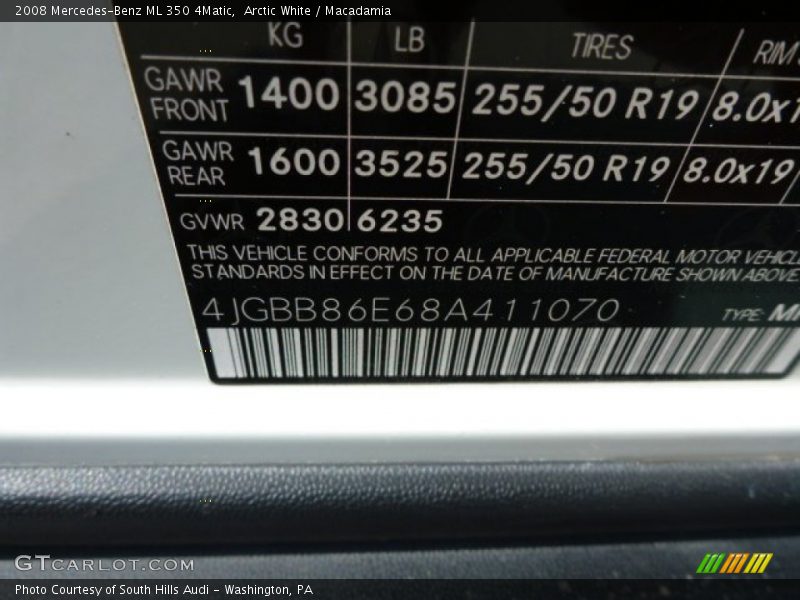 2008 Mercedes-Benz ML 350 4Matic, Arctic White / Macadamia
KG LB TIRES
GAWR FRONT 1400 3085 255/50 R19
GAWR REAR 1600 3525 255/50 R19 8.0x19
GVWR 2830 6235
THIS VEHICLE CONFORMS TO ALL APPLICABLE FEDERAL MOTOR
STANDARDS IN EFFECT ON THE DATE OF MANUFACTURE SHOWN ABOVE
4JGBB86E68A411070 TYPE:
GTCARLOT.COM
Photo Courtesy of South Hills Audi - Washington, PA